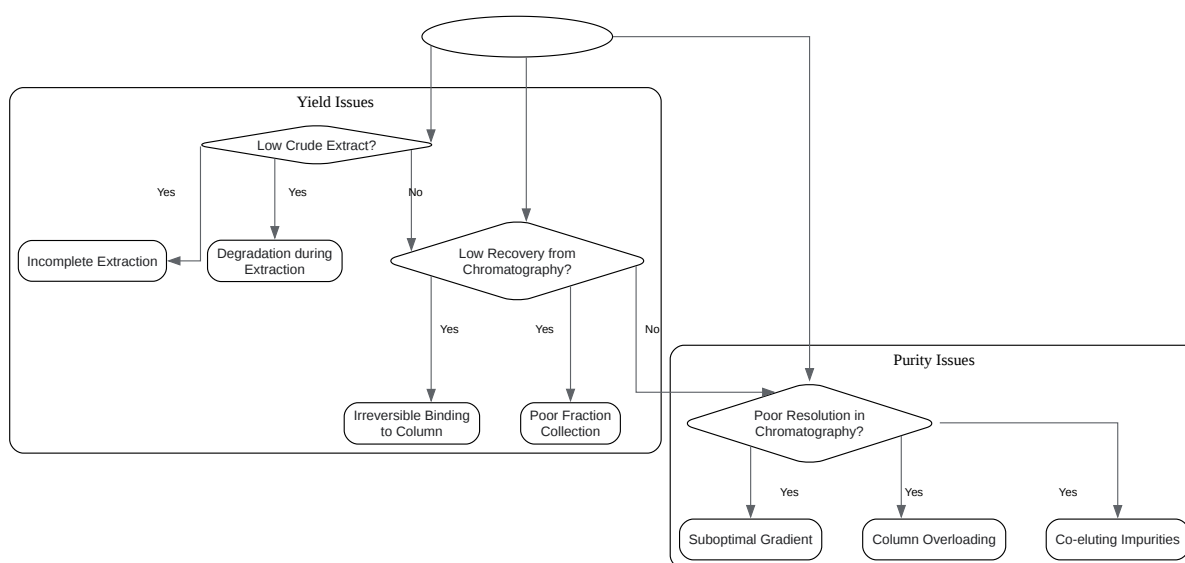 Yield Issues
Low Crude Extract?
Yes
Yes
No
Incomplete Extraction
Degradation during
Extraction
Low Recovery from
Chromatography?
Yes
Yes
No
Irreversible Binding
to Column
Poor Fraction
Collection
Purity Issues
Poor Resolution in
Chromatography?
Yes
Yes
Yes
Suboptimal Gradient
Column Overloading
Co-eluting Impurities